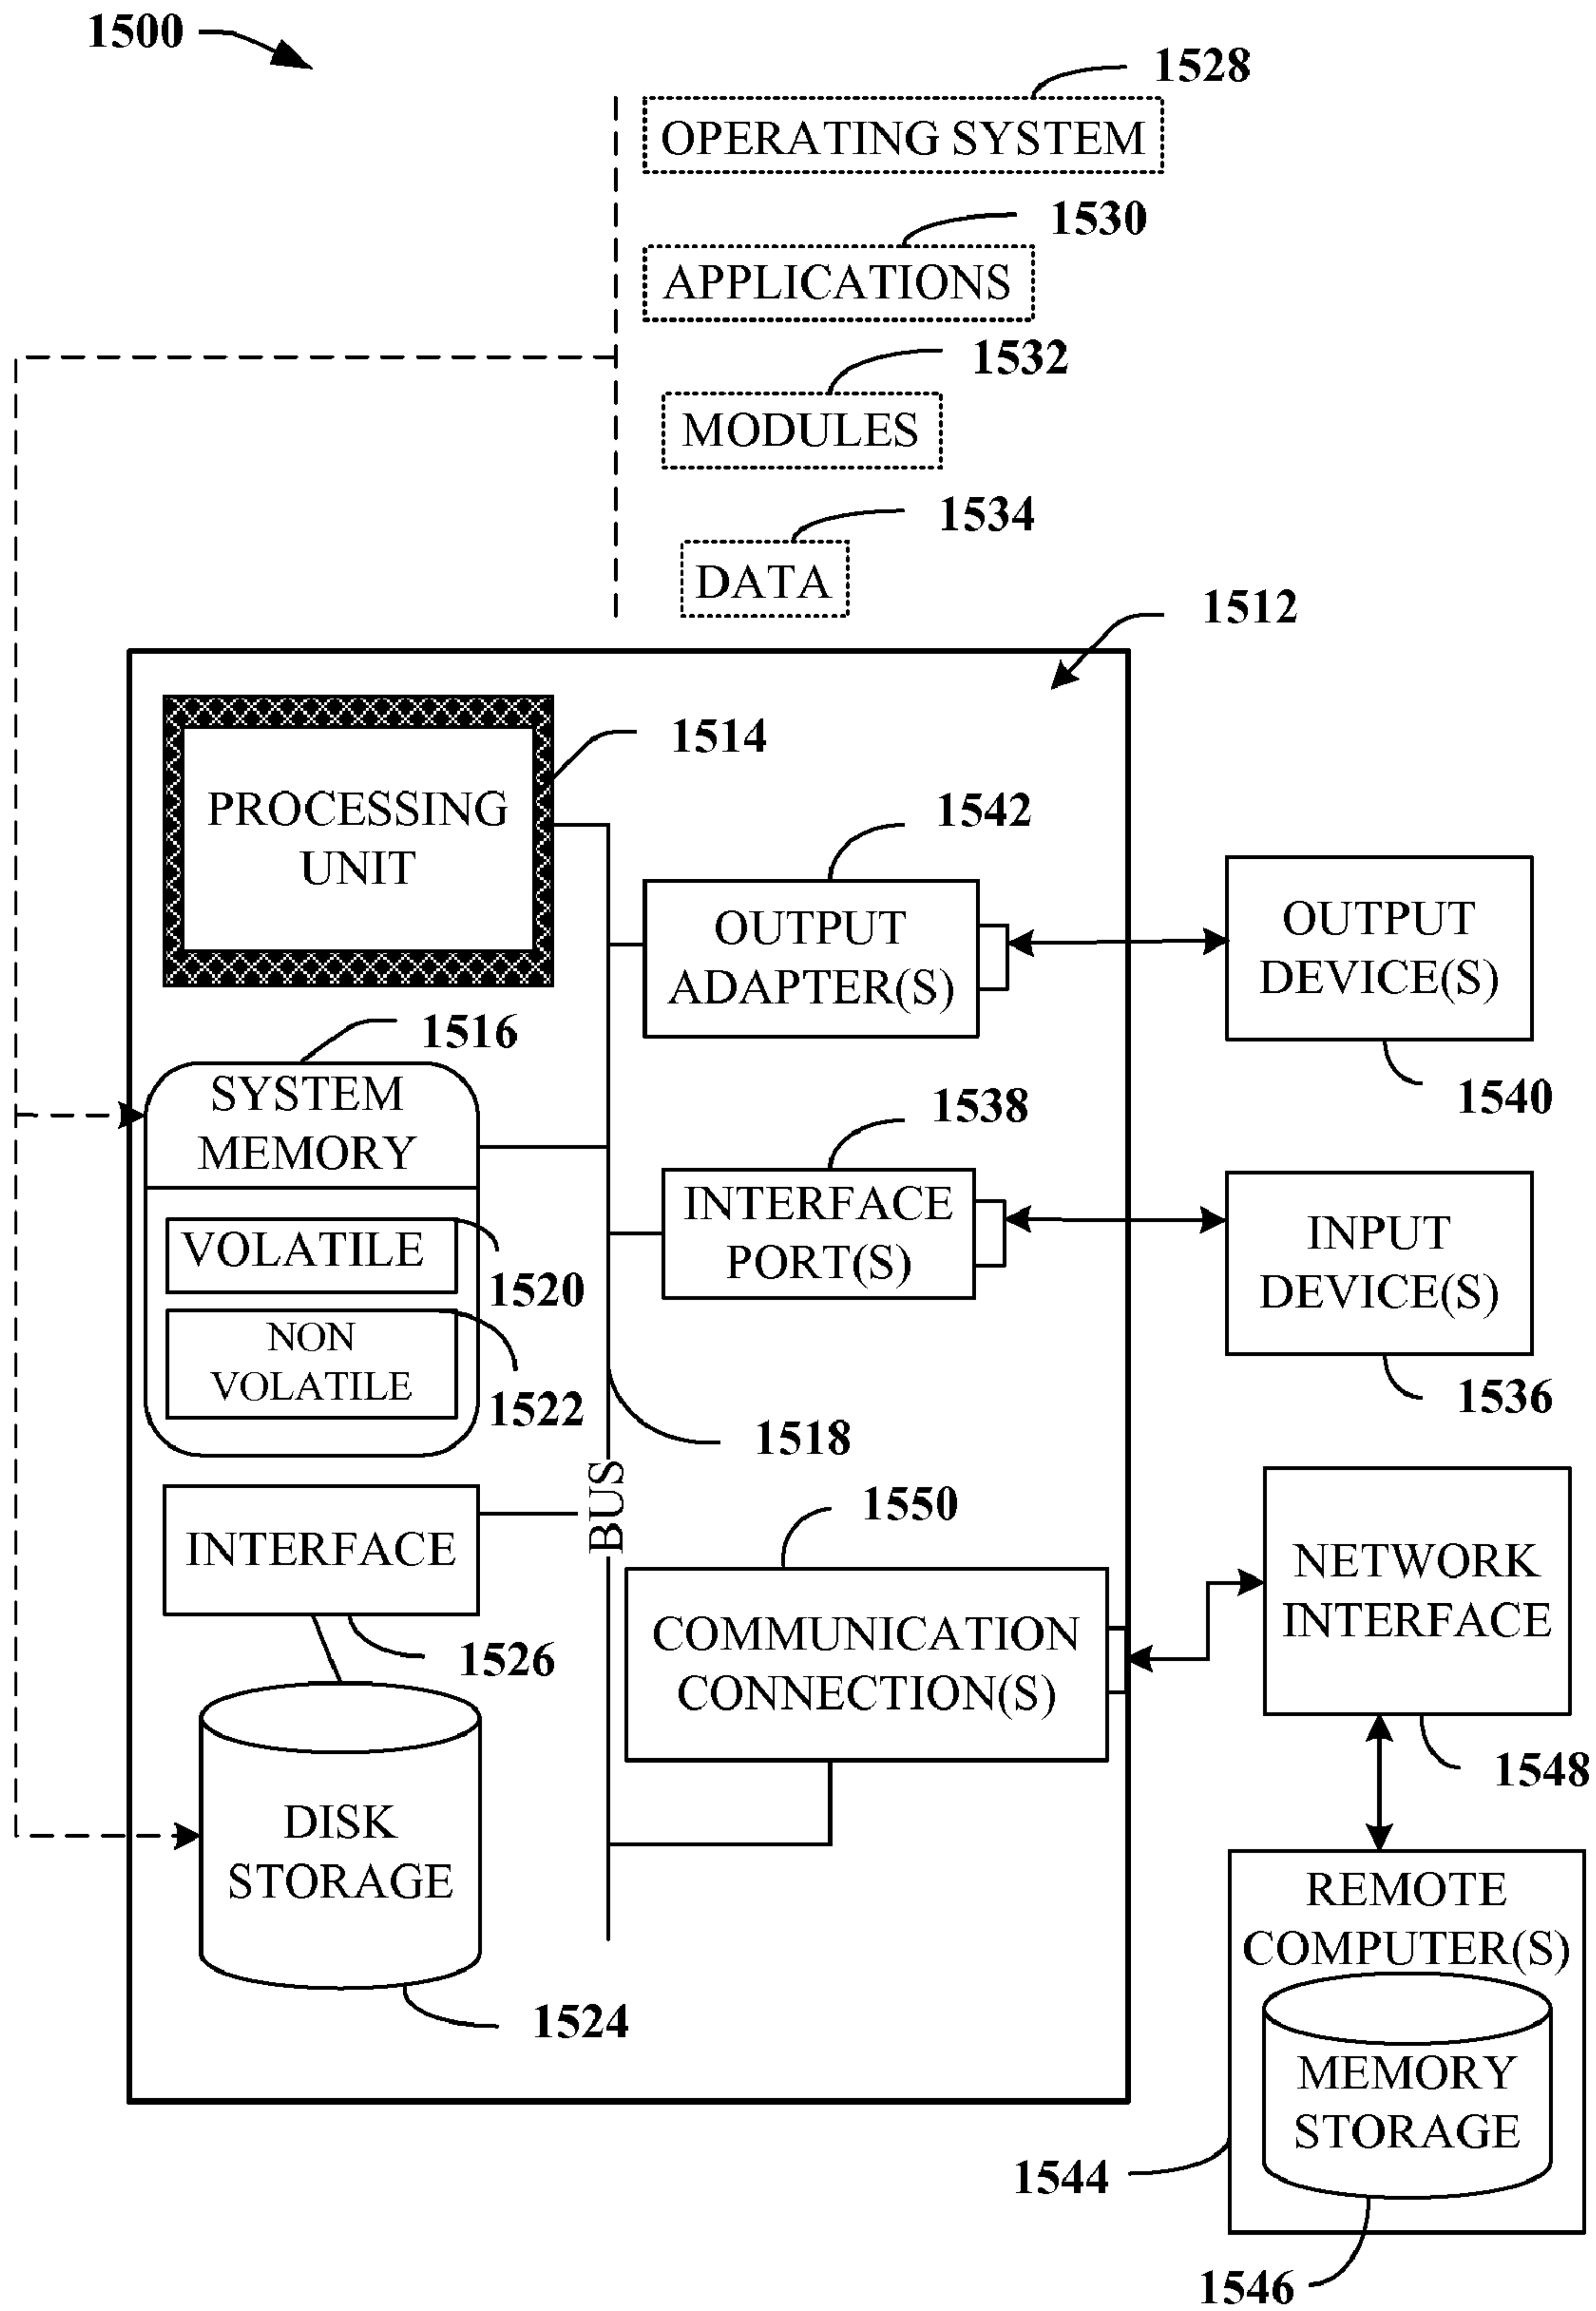 1500
1528
OPERATING SYSTEM
1530
APPLICATIONS
1532
MODULES
1534
DATA
1512
1514
PROCESSING
UNIT
1542
OUTPUT
ADAPTER(S)
OUTPUT
DEVICE(S)
1540
1516
SYSTEM
MEMORY
VOLATILE
1520
NON
VOLATILE
1522
1538
INTERFACE
PORT(S)
INPUT
DEVICE(S)
1536
1518
BUS
INTERFACE
1526
1550
COMMUNICATION
CONNECTION(S)
NETWORK
INTERFACE
1548
DISK
STORAGE
1524
REMOTE
COMPUTER(S)
MEMORY
STORAGE
1544
1546